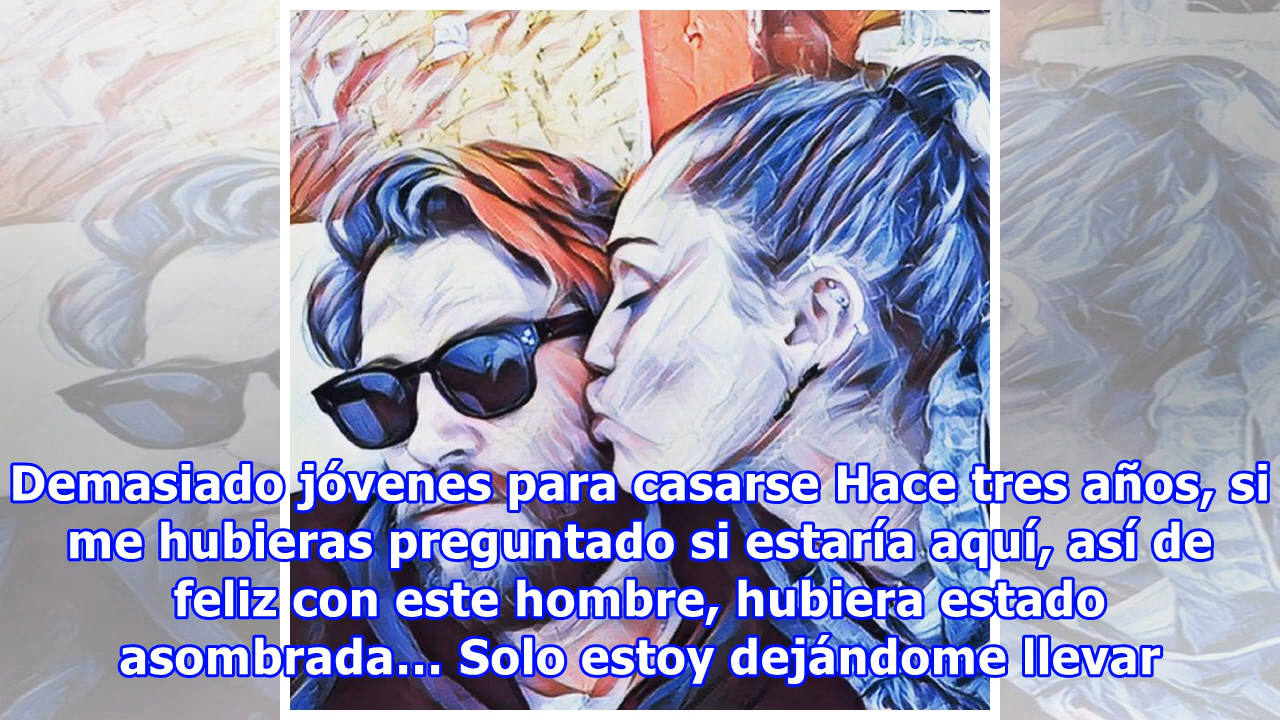 Demasiado jóvenes para casarse Hace tres años, si
me hubieras preguntado si estaría aquí, así de
feliz con este hombre, hubiera estado
asombrada... Solo estoy dejándome llevar